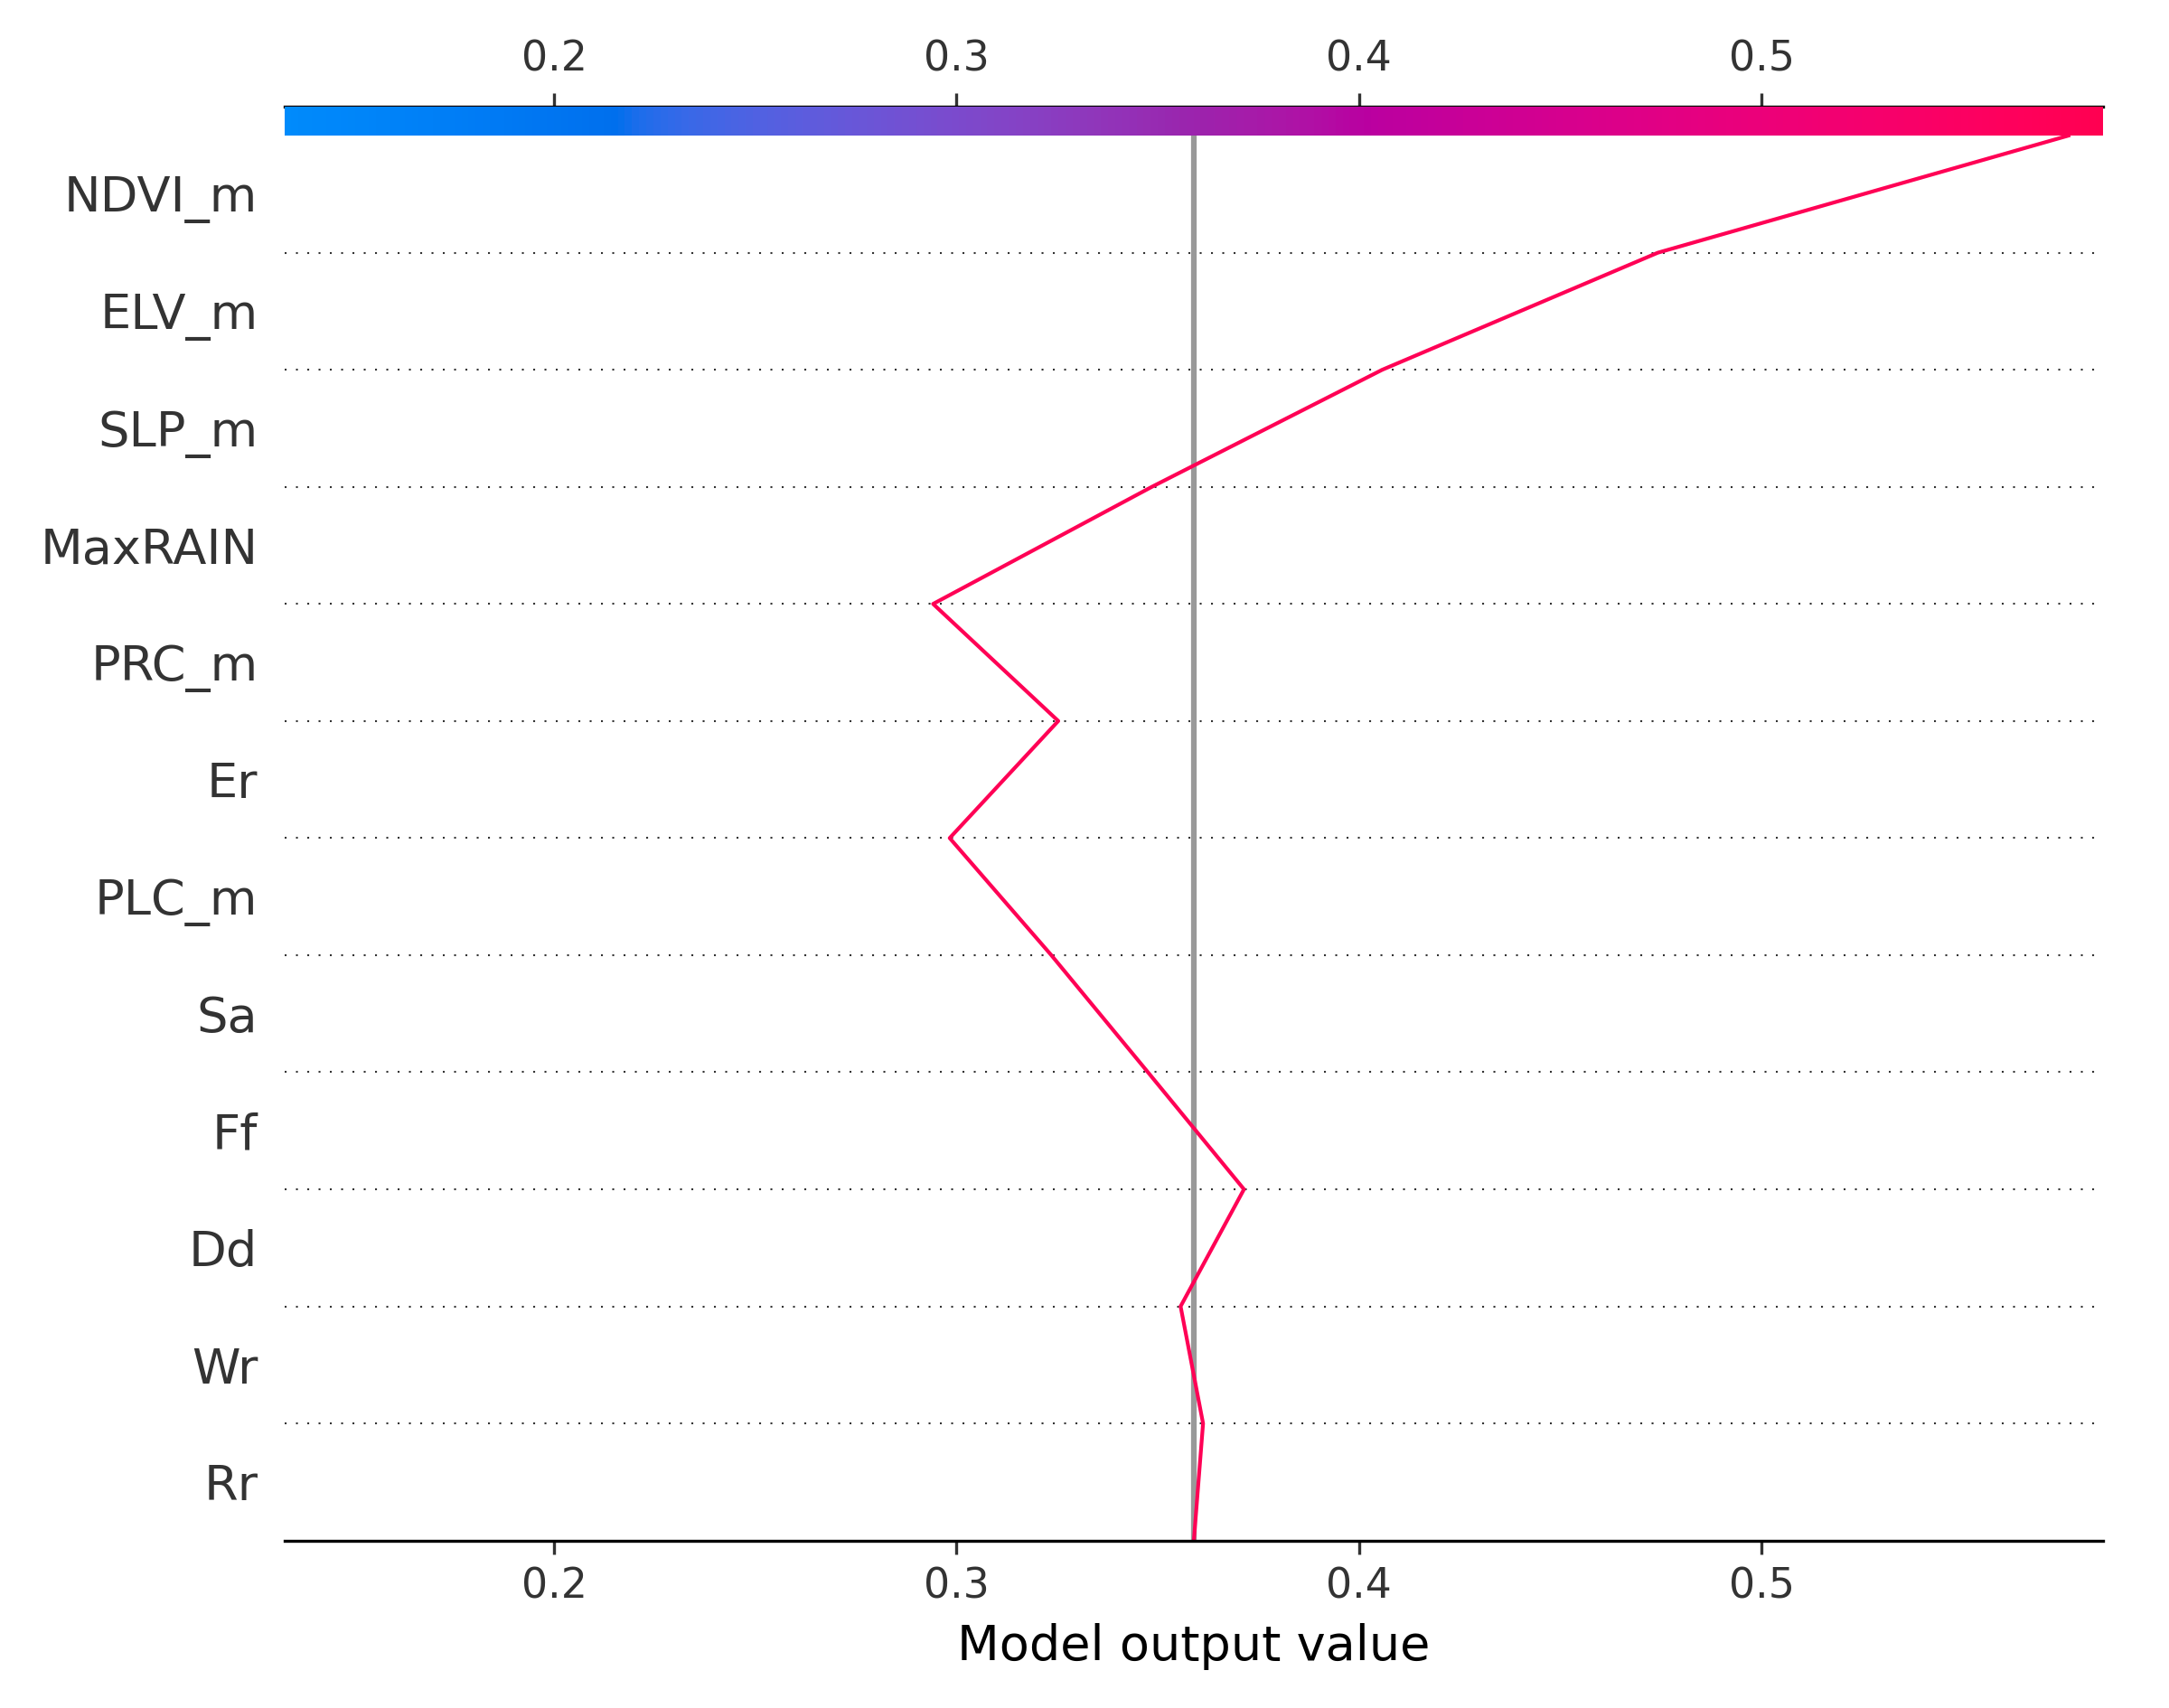 0.2 0.3 0.4 0.5
NDVI_m
ELV_m
SLP_m
MaxRAIN
PRC_m
Er
PLC_m
Sa
Ff
Dd
Wr
Rr
0.2 0.3 0.4 0.5
Model output value